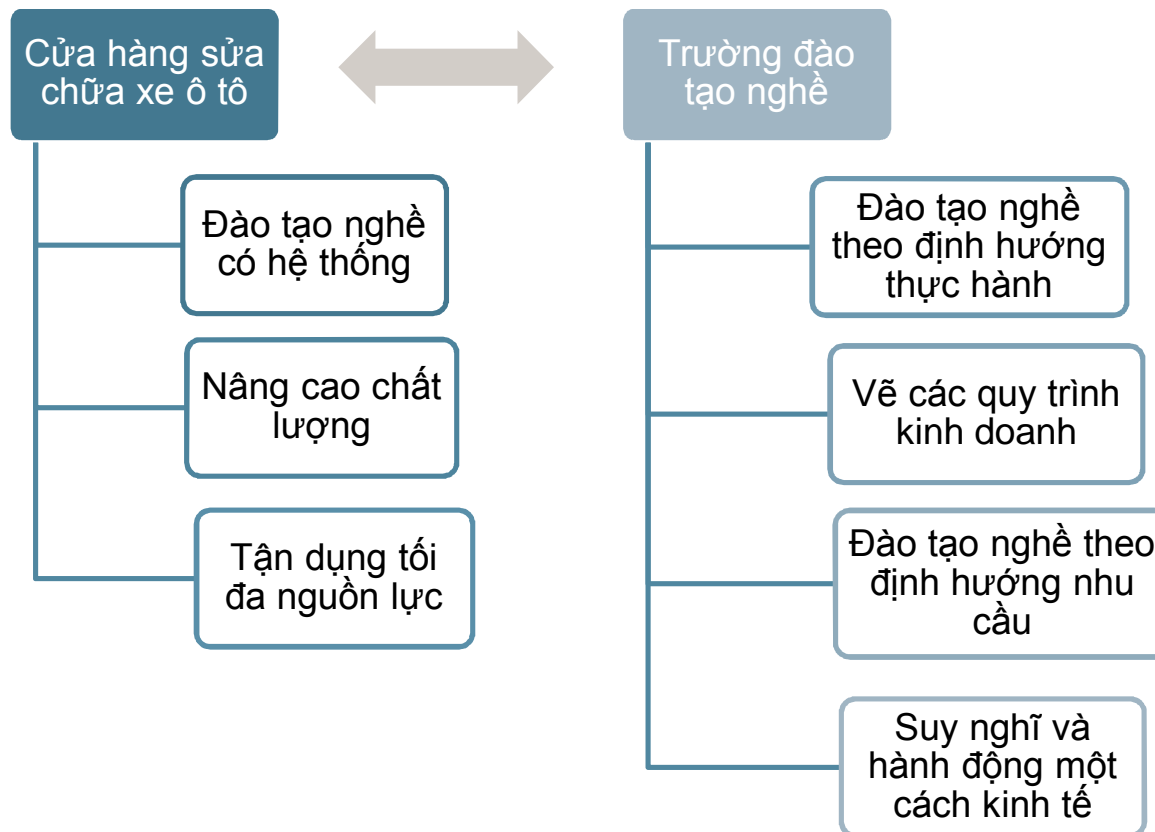 Cửa hàng sửa
chữa xe ô tô
Đào tạo nghề
có hệ thống
Nâng cao chất
lượng
Tận dụng tối
đa nguồn lực
Trường đào
tạo nghề
Đào tạo nghề
theo định hướng
thực hành
Vẽ các quy trình
kinh doanh
Đào tạo nghề theo
định hướng nhu
cầu
Suy nghĩ và
hành động một
cách kinh tế